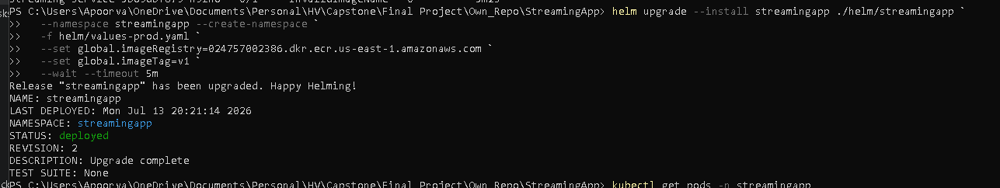 PS C:\Users\Apoorva\OneDrive\Documents\Personal\HV\Capstone\Final Project\Own_Repo\StreamingApp> helm upgrade --install streamingapp ./helm/streamingapp `
>>   --namespace streamingapp --create-namespace `
>>   -f helm/values-prod.yaml `
>>   --set global.imageRegistry=024757002386.dkr.ecr.us-east-1.amazonaws.com `
>>   --set global.imageTag=v1 `
>>   --wait --timeout 5m
Release "streamingapp" has been upgraded. Happy Helming!
NAME: streamingapp
LAST DEPLOYED: Mon Jul 13 20:21:14 2026
NAMESPACE: streamingapp
STATUS: deployed
REVISION: 2
DESCRIPTION: Upgrade complete
TEST SUITE: None
PS C:\Users\Apoorva\OneDrive\Documents\Personal\HV\Capstone\Final Project\Own_Repo\StreamingApp> kubectl get pods -n streamingapp